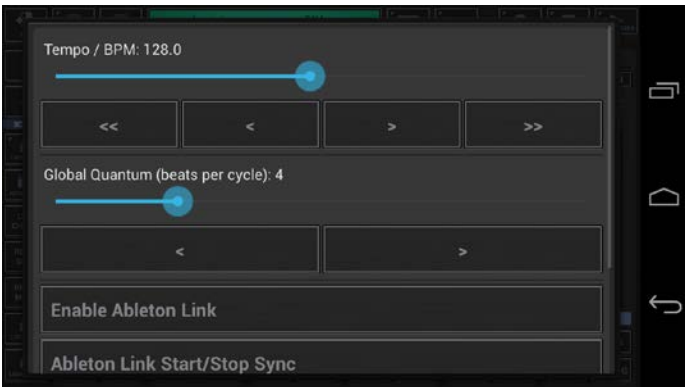 Tempo / BPM: 128.0
<< < > >>
Global Quantum (beats per cycle): 4
< >
Enable Ableton Link
Ableton Link Start/Stop Sync